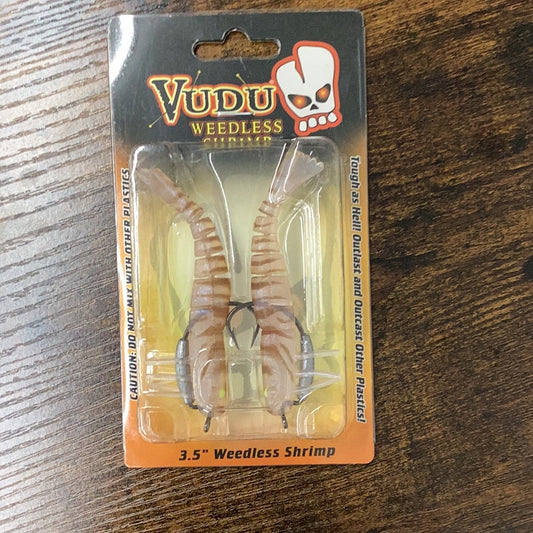 VUDU
WEEDLESS
SHRIMP
CAUTION: DO NOT MIX WITH OTHER PLASTICS
Tough as Hell! Outlast and Outcast Other Plastics!
3.5" Weedless Shrimp